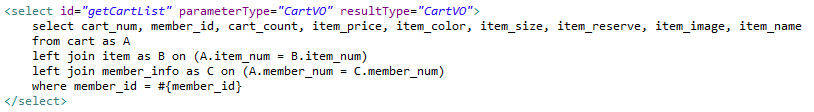 <select id="getCartList" parameterType="CartVO" resultType="CartVO">
select cart_num, member_id, cart_count, item_price, item_color, item_size, item_reserve, item_image, item_name
from cart as A
left join item as B on (A.item_num = B.item_num)
left join member_info as C on (A.member_num = C.member_num)
where member_id = #{member_id}
</select>